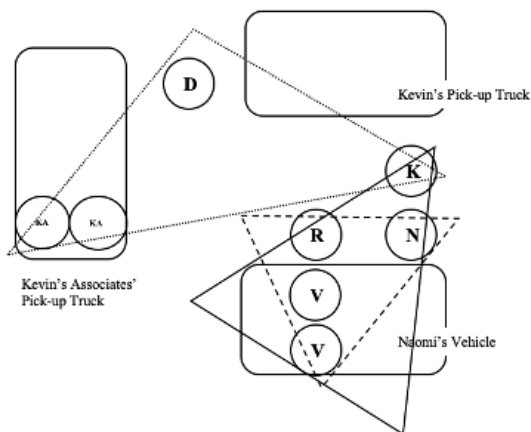 D
Kevin's Pick-up Truck
K
KA
KA
R
N
Kevin's Associates'
Pick-up Truck
V
Naomi's Vehicle
V